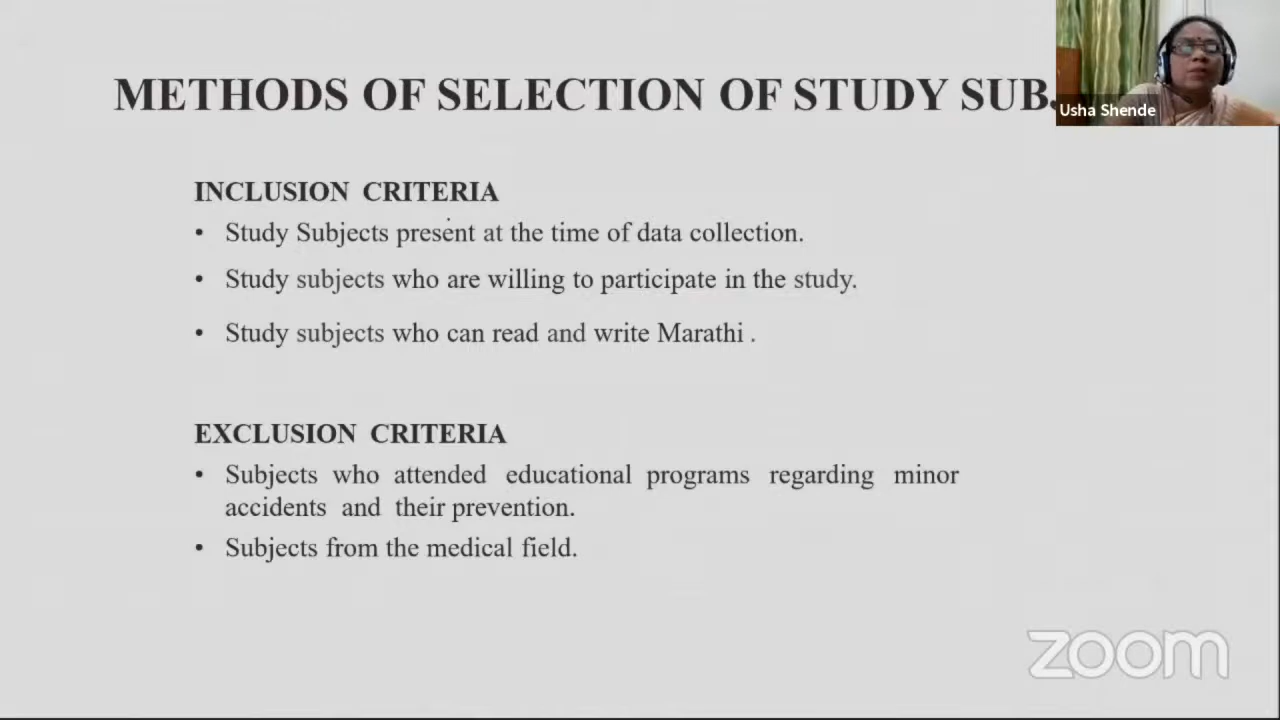 METHODS OF SELECTION OF STUDY SUB
Usha Shende
INCLUSION CRITERIA
• Study Subjects present at the time of data collection.
• Study subjects who are willing to participate in the study.
• Study subjects who can read and write Marathi .
EXCLUSION CRITERIA
• Subjects who attended educational programs regarding minor
accidents and their prevention.
• Subjects from the medical field.
zoom